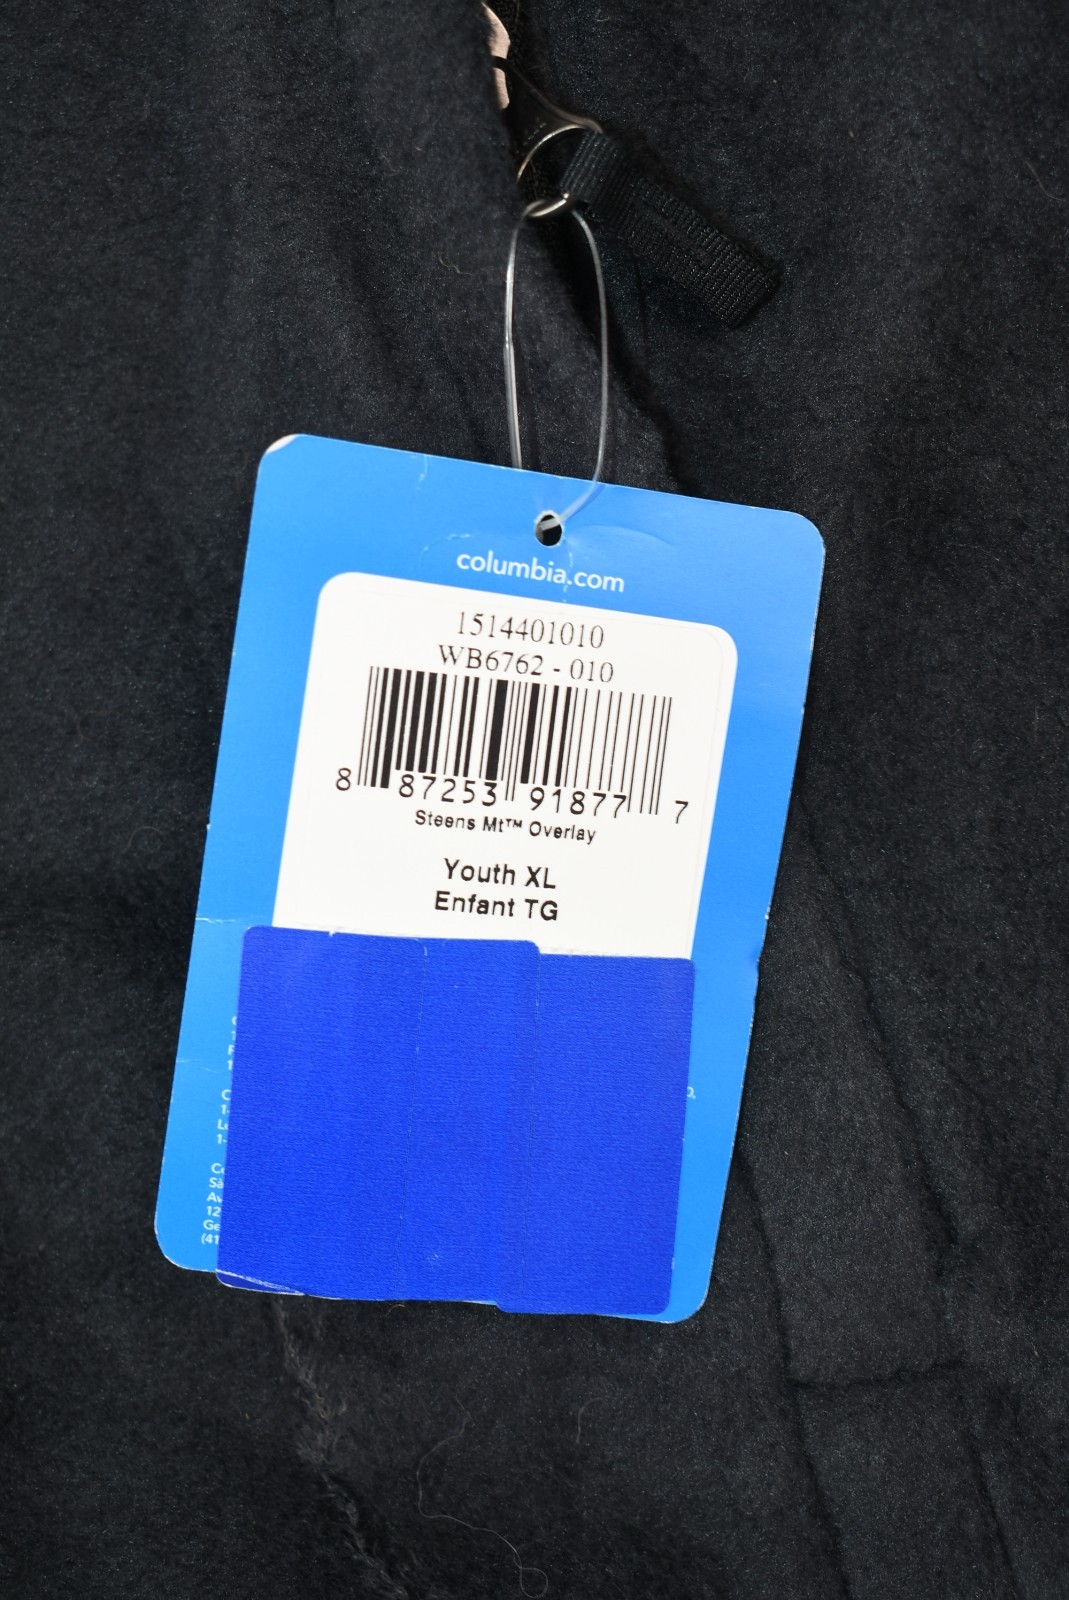 columbia.com
1514401010
WB6762 - 010
8 87253 91877 7
Steens Mt™ Overlay
Youth XL
Enfant TG